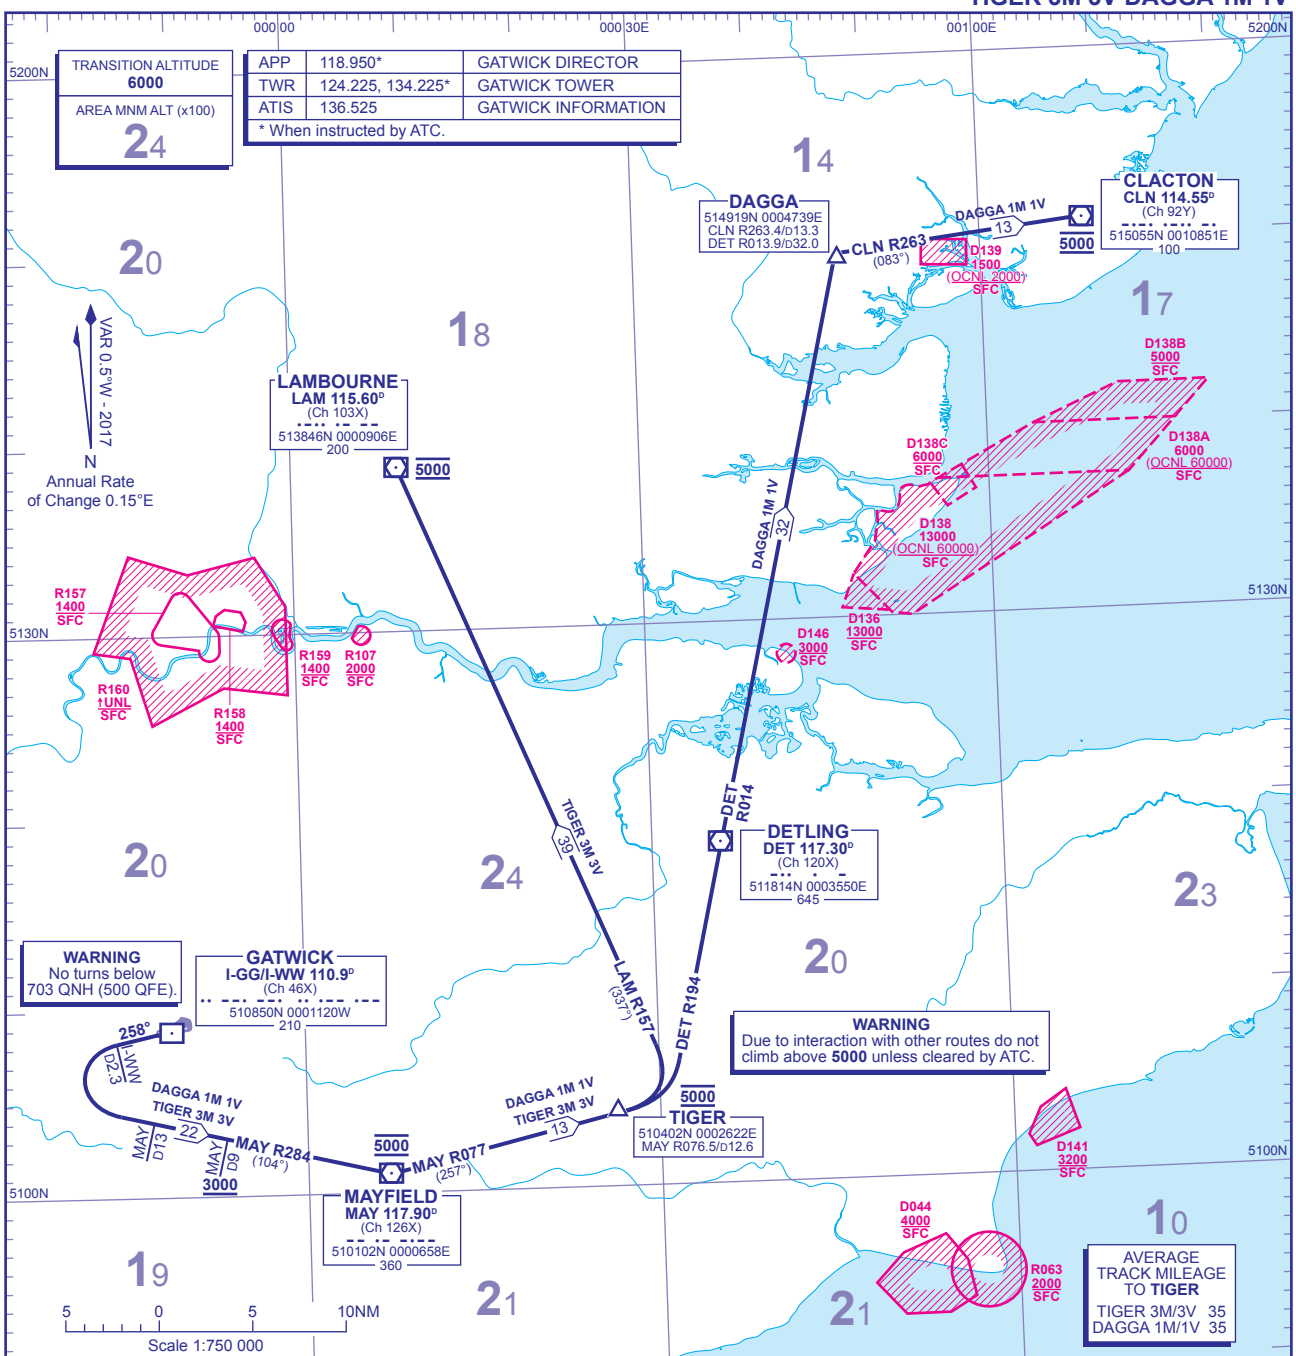 TIGER 3M 3V DAGGA 1M 1V
000 00
000 30E
001 00E
5200N
5200N
TRANSITION ALTITUDE
6000
AREA MNM ALT (x100)
24
APP 118.950* GATWICK DIRECTOR
TWR 124.225, 134.225* GATWICK TOWER
ATIS 136.525 GATWICK INFORMATION
* When instructed by ATC.
14
DAGGA
514919N 0004739E
CLN R263.4/D13.3
DET R013.9/D32.0
CLACTON
CLN 114.55D
(Ch 92Y)
515055N 0010851E
100
5000
DAGGA 1M 1V
13
CLN R263
(083°)
D139
1500
(OCNL 2000)
SFC
20
18
17
VAR 0.5°W - 2017
N
Annual Rate
of Change 0.15°E
LAMBOURNE
LAM 115.60D
(Ch 103X)
513846N 0000906E
200
5000
D138B
5000
SFC
D138A
6000
(OCNL 60000)
SFC
D138C
6000
SFC
D138
13000
(OCNL 60000)
SFC
DAGGA 1M 1V
32
R157
1400
SFC
5130N
5130N
D136
13000
SFC
D146
3000
SFC
R159
1400
SFC
R107
2000
SFC
R160
↑UNL
SFC
R158
1400
SFC
TIGER 3M 3V
39
DET
R014
DETLING
DET 117.30D
(Ch 120X)
511814N 0003550E
645
20
24
23
20
WARNING
No turns below
703 QNH (500 QFE).
GATWICK
I-GG/I-WW 110.9D
(Ch 46X)
510850N 0001120W
210
258°
I-WW
D2.3
LAM R157
(337°)
DET R194
WARNING
Due to interaction with other routes do not
climb above 5000 unless cleared by ATC.
DAGGA 1M 1V
TIGER 3M 3V
22
MAY
D13
MAY
D9
3000
MAY R284
(104°)
DAGGA 1M 1V
TIGER 3M 3V
13
MAY R077
(257°)
5000
TIGER
510402N 0002622E
MAY R076.5/D12.6
5000
MAYFIELD
MAY 117.90D
(Ch 126X)
510102N 0000658E
360
D141
3200
SFC
5100N
5100N
D044
4000
SFC
R063
2000
SFC
10
19
21
21
AVERAGE
TRACK MILEAGE
TO TIGER
TIGER 3M/3V 35
DAGGA 1M/1V 35
5 0 5 10NM
Scale 1:750 000